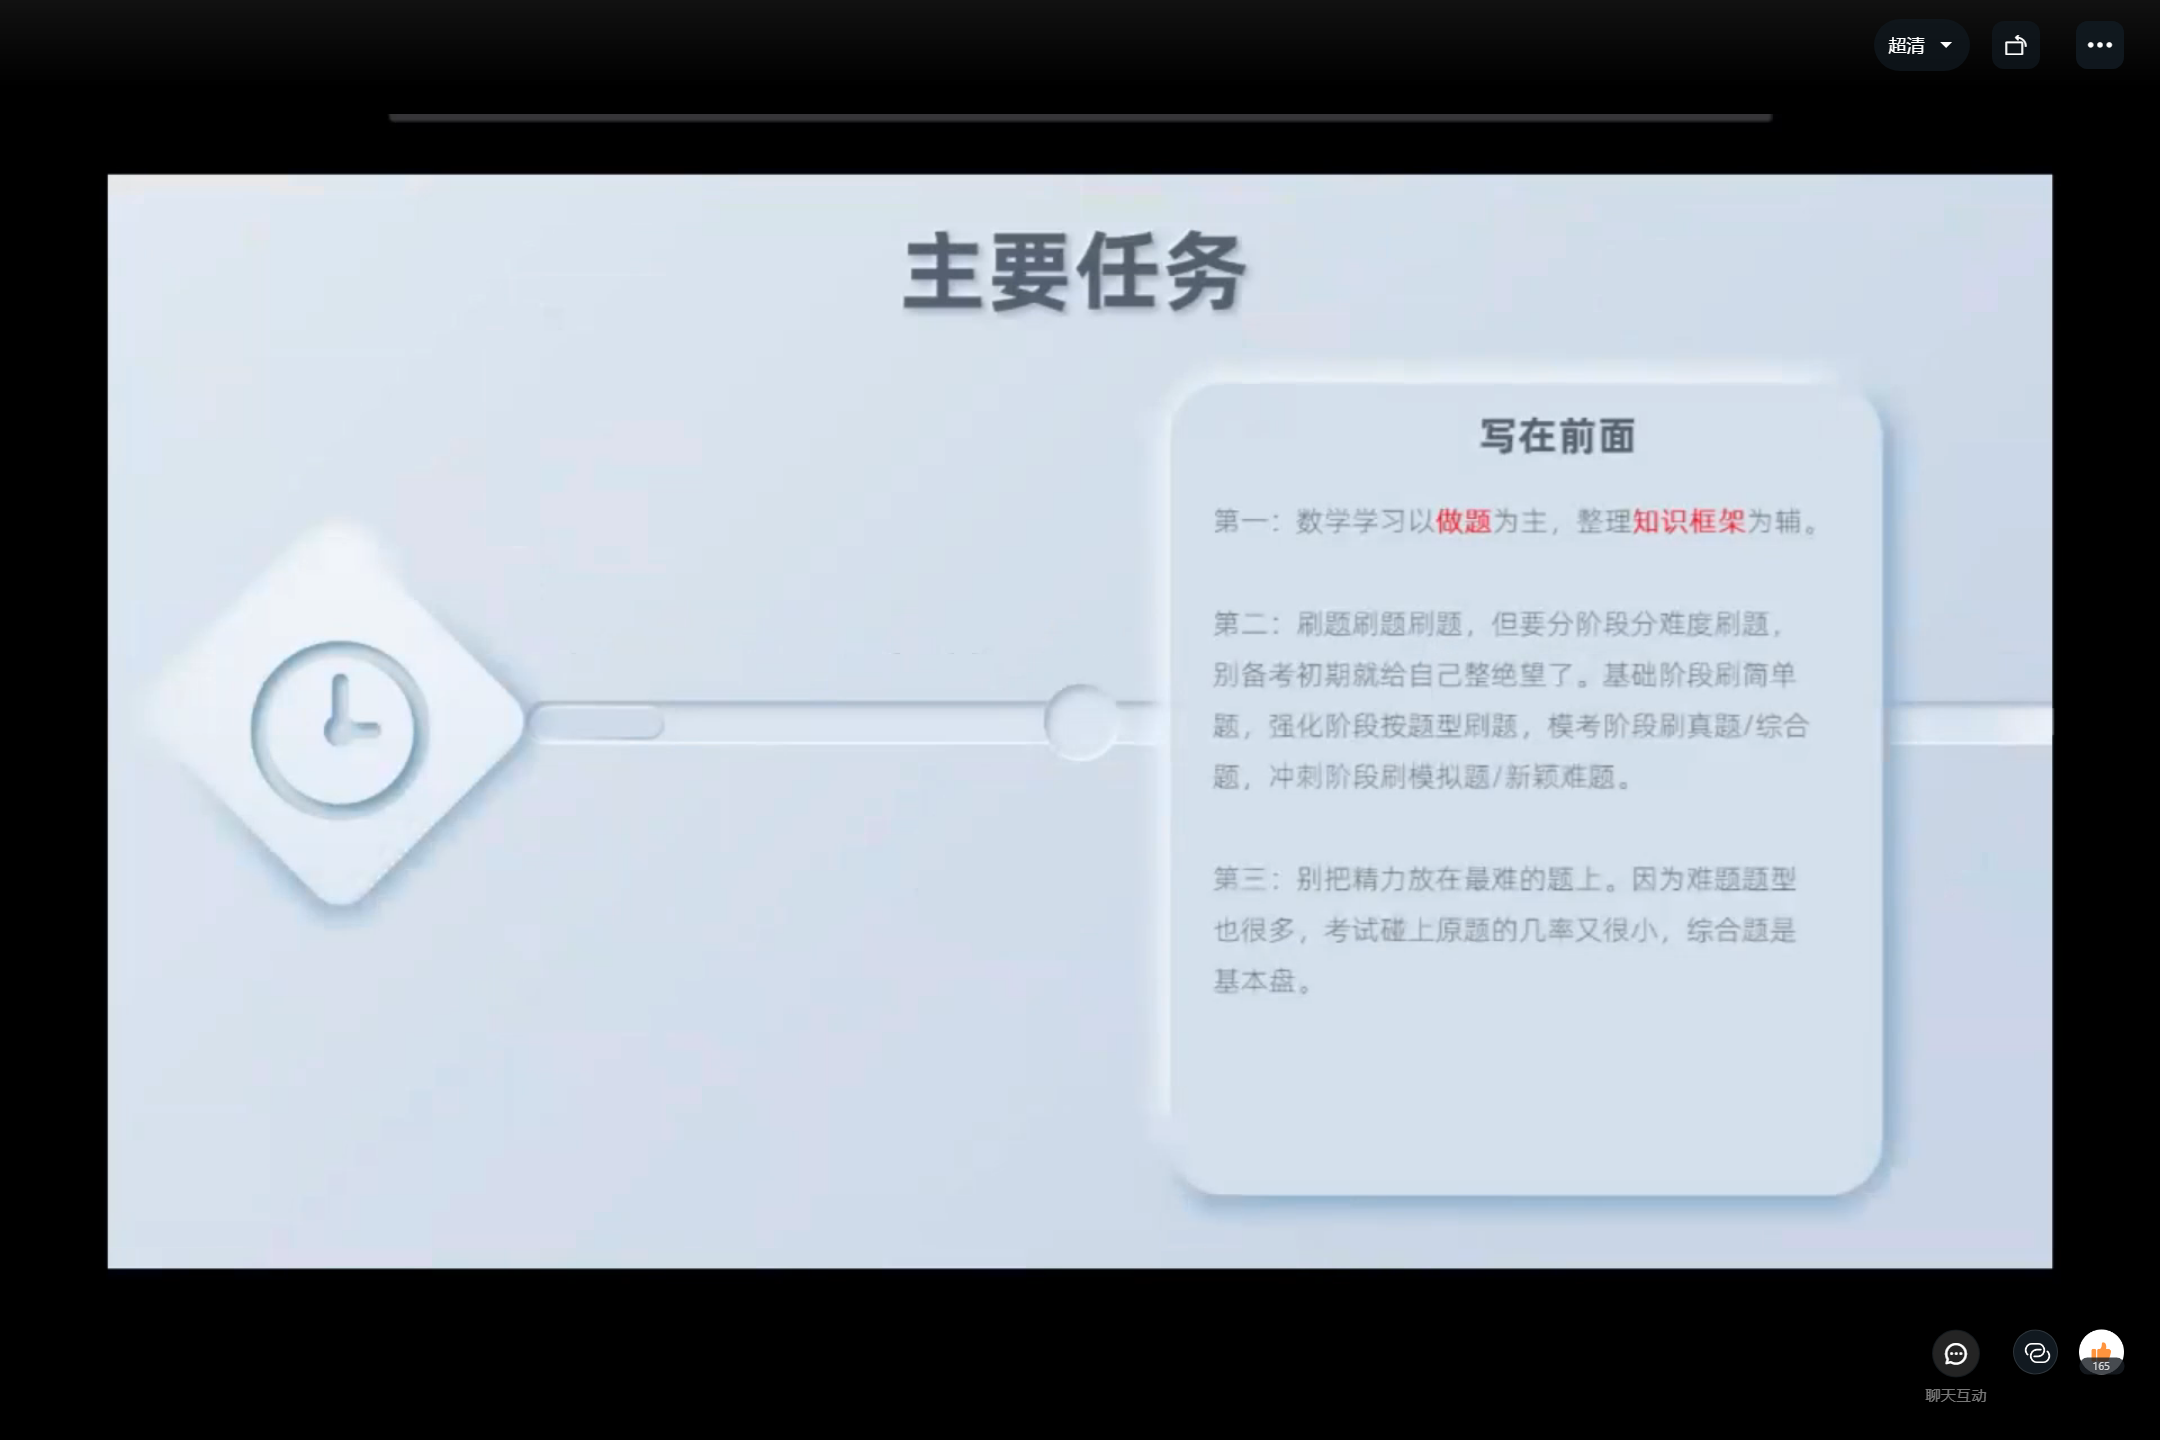 超清
主要任务
写在前面
第一：数学学习以做题为主，整理知识框架为辅。
第二：刷题刷题刷题，但要分阶段分难度刷题，
别备考初期就给自己整绝望了。基础阶段刷简单
题，强化阶段按题型刷题，模考阶段刷真题/综合
题，冲刺阶段刷模拟题/新颖难题。
第三：别把精力放在最难的题上。因为难题题型
也很多，考试碰上原题的几率又很小，综合题是
基本盘。
165
聊天互动